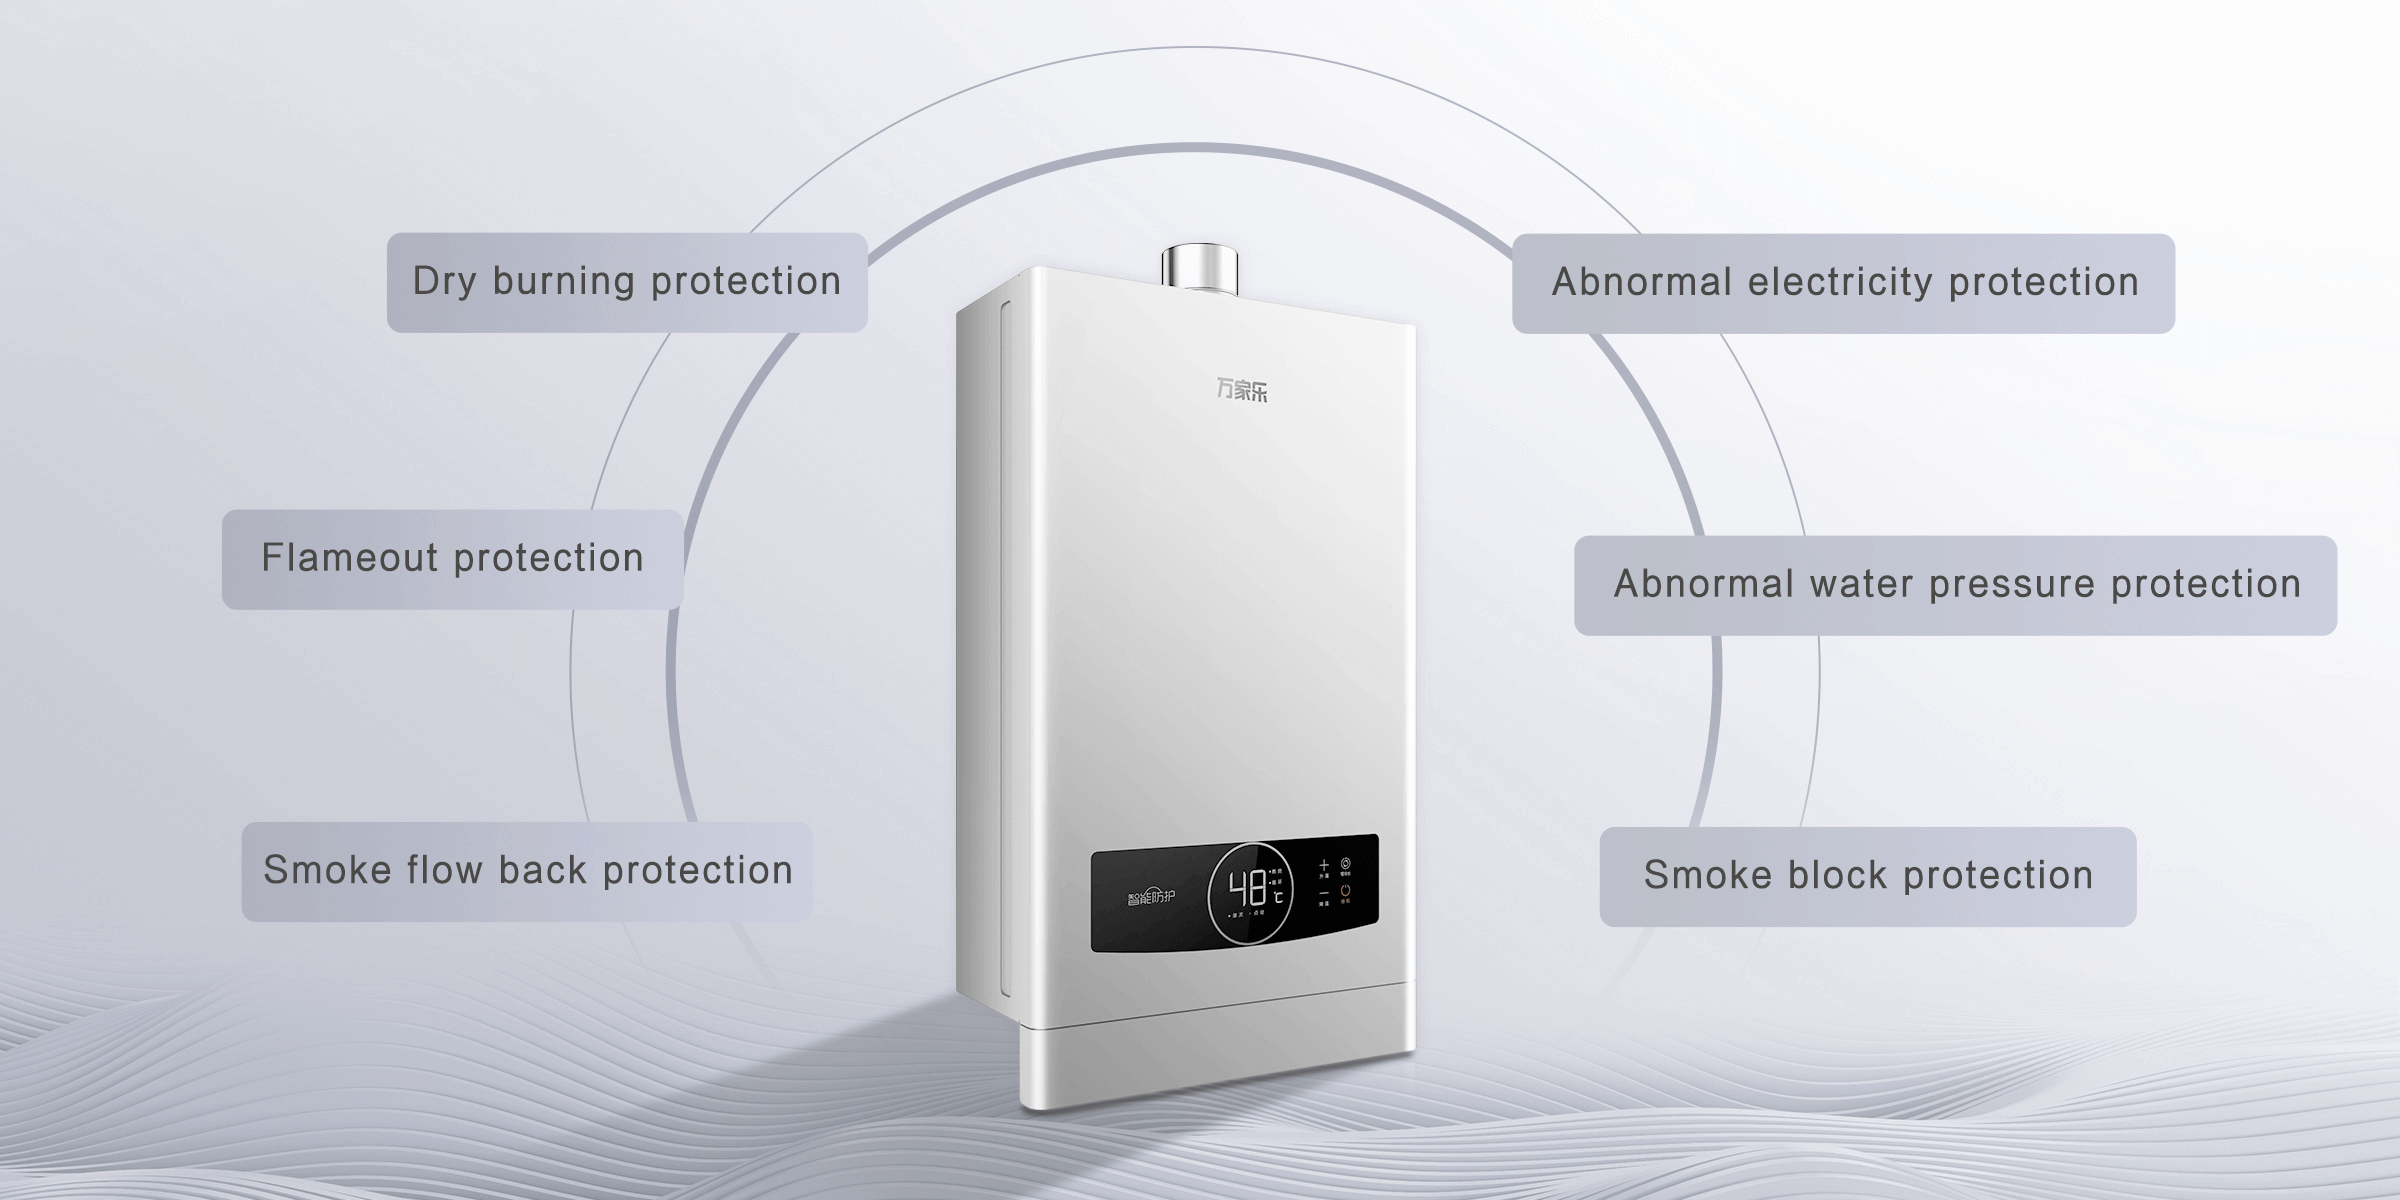 Dry burning protection
Abnormal electricity protection
万家乐
Flameout protection
Abnormal water pressure protection
Smoke flow back protection
Smoke block protection
智能防护
48
℃